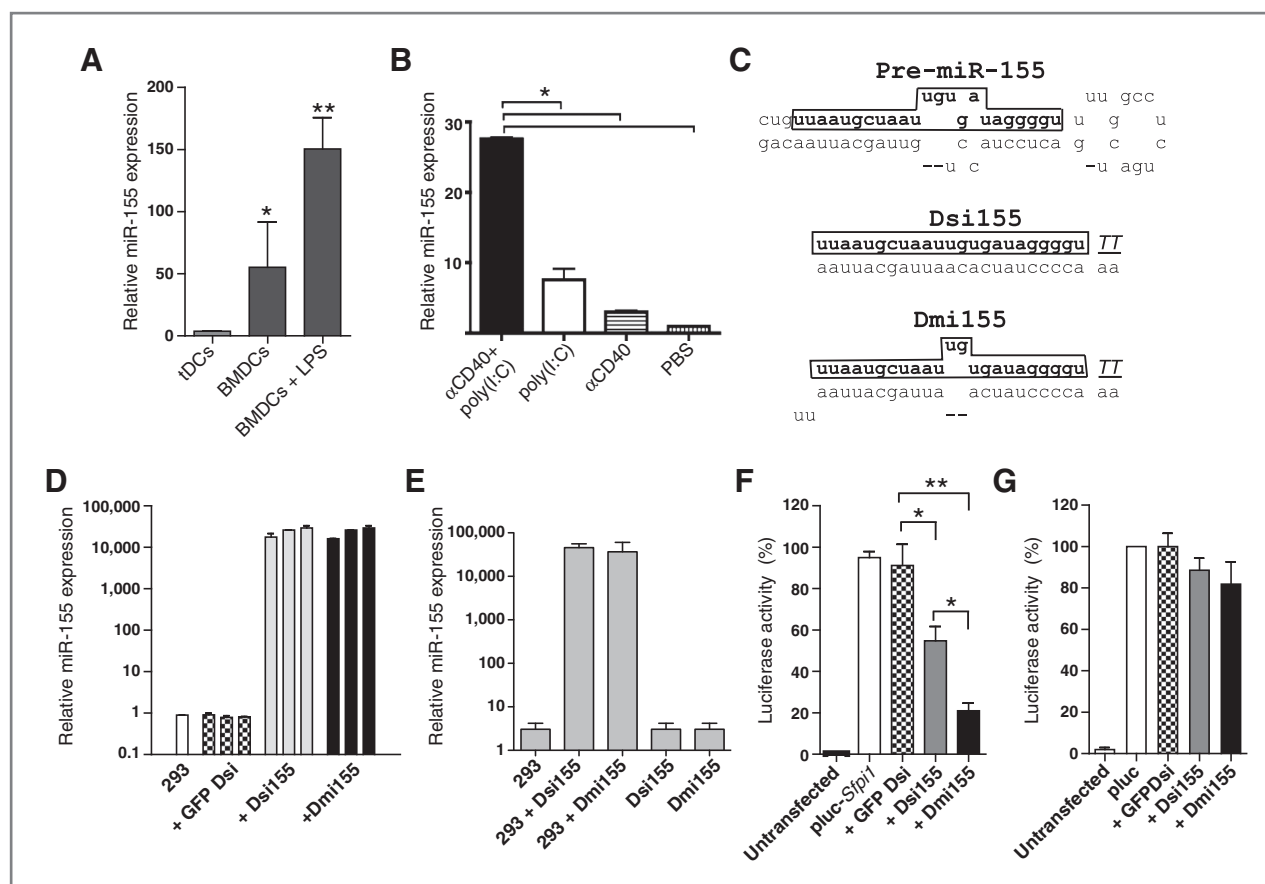 A
Relative miR-155 expression
200
150
100
50
0
*
**
tDCs
BMDCs
BMDCs + LPS
B
Relative miR-155 expression
30
20
10
*
αCD40+
poly(I:C)
poly(I:C)
αCD40
PBS
C
Pre-miR-155
ugu a uu gcc
cuguuaaugcuaau g uaggggu u g u
gacaauuacgauug c auccuca g c c
--u c -u agu
Dsi155
uuaaugcuaauugugauaggggu TT
aauuacgauuaacacuauccccca aa
Dmi155
ug
uuaaugcuaau ugauaggggu TT
aauuacgauua acuauccccca aa
uu --
D
Relative miR-155 expression
100,000
10,000
1,000
100
10
1
0.1
293
+ GFP Dsi
+ Dsi155
+Dmi155
E
Relative miR-155 expression
100,000
10,000
1,000
100
10
1
293
293 + Dsi155
293 + Dmi155
Dsi155
Dmi155
F
Luciferase activity (%)
120
100
80
60
40
20
0
**
*
*
Untransfected
pluc-Sfpi1
+ GFP Dsi
+ Dsi155
+ Dmi155
G
Luciferase activity (%)
120
100
80
60
40
20
0
Untransfected
pluc
+ GFPDsi
+ Dsi155
+ Dmi155